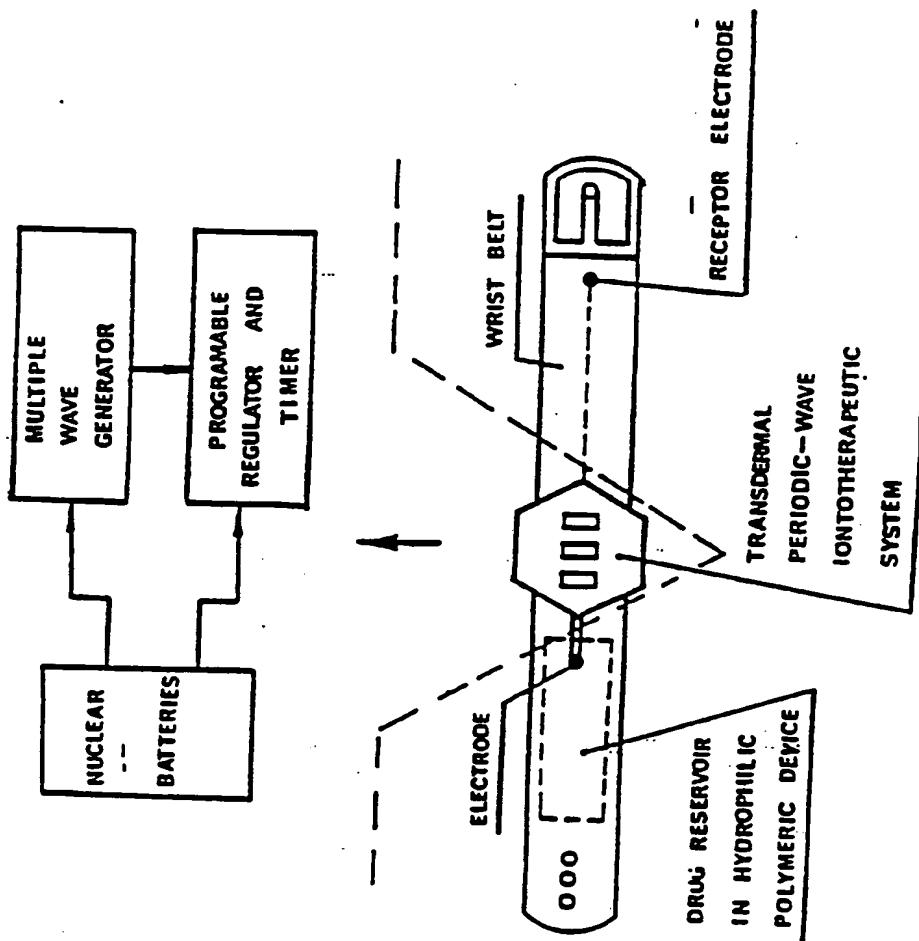 NUCLEAR
BATTERIES
MULTIPLE
WAVE
GENERATOR
PROGRAMABLE
REGULATOR AND
TIMER
ELECTRODE
WRIST BELT
DRUG RESERVOIR
IN HYDROPHILIC
POLYMERIC DEVICE
TRANSDERMAL
PERIODIC-WAVE
IONTOTHERAPEUTIC
SYSTEM
RECEPTOR ELECTRODE